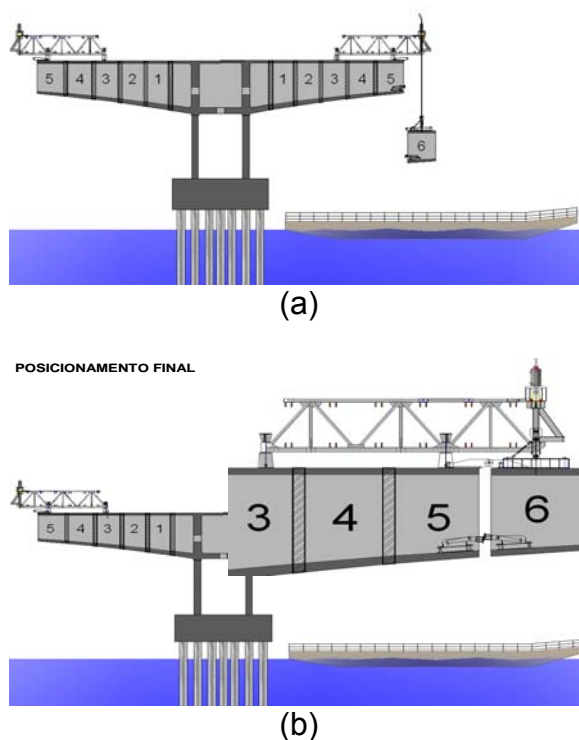 5 4 3 2 1 1 2 3 4 5
6
(a)
POSICIONAMENTO FINAL
3 4 5 6
5 4 3 2 1
(b)